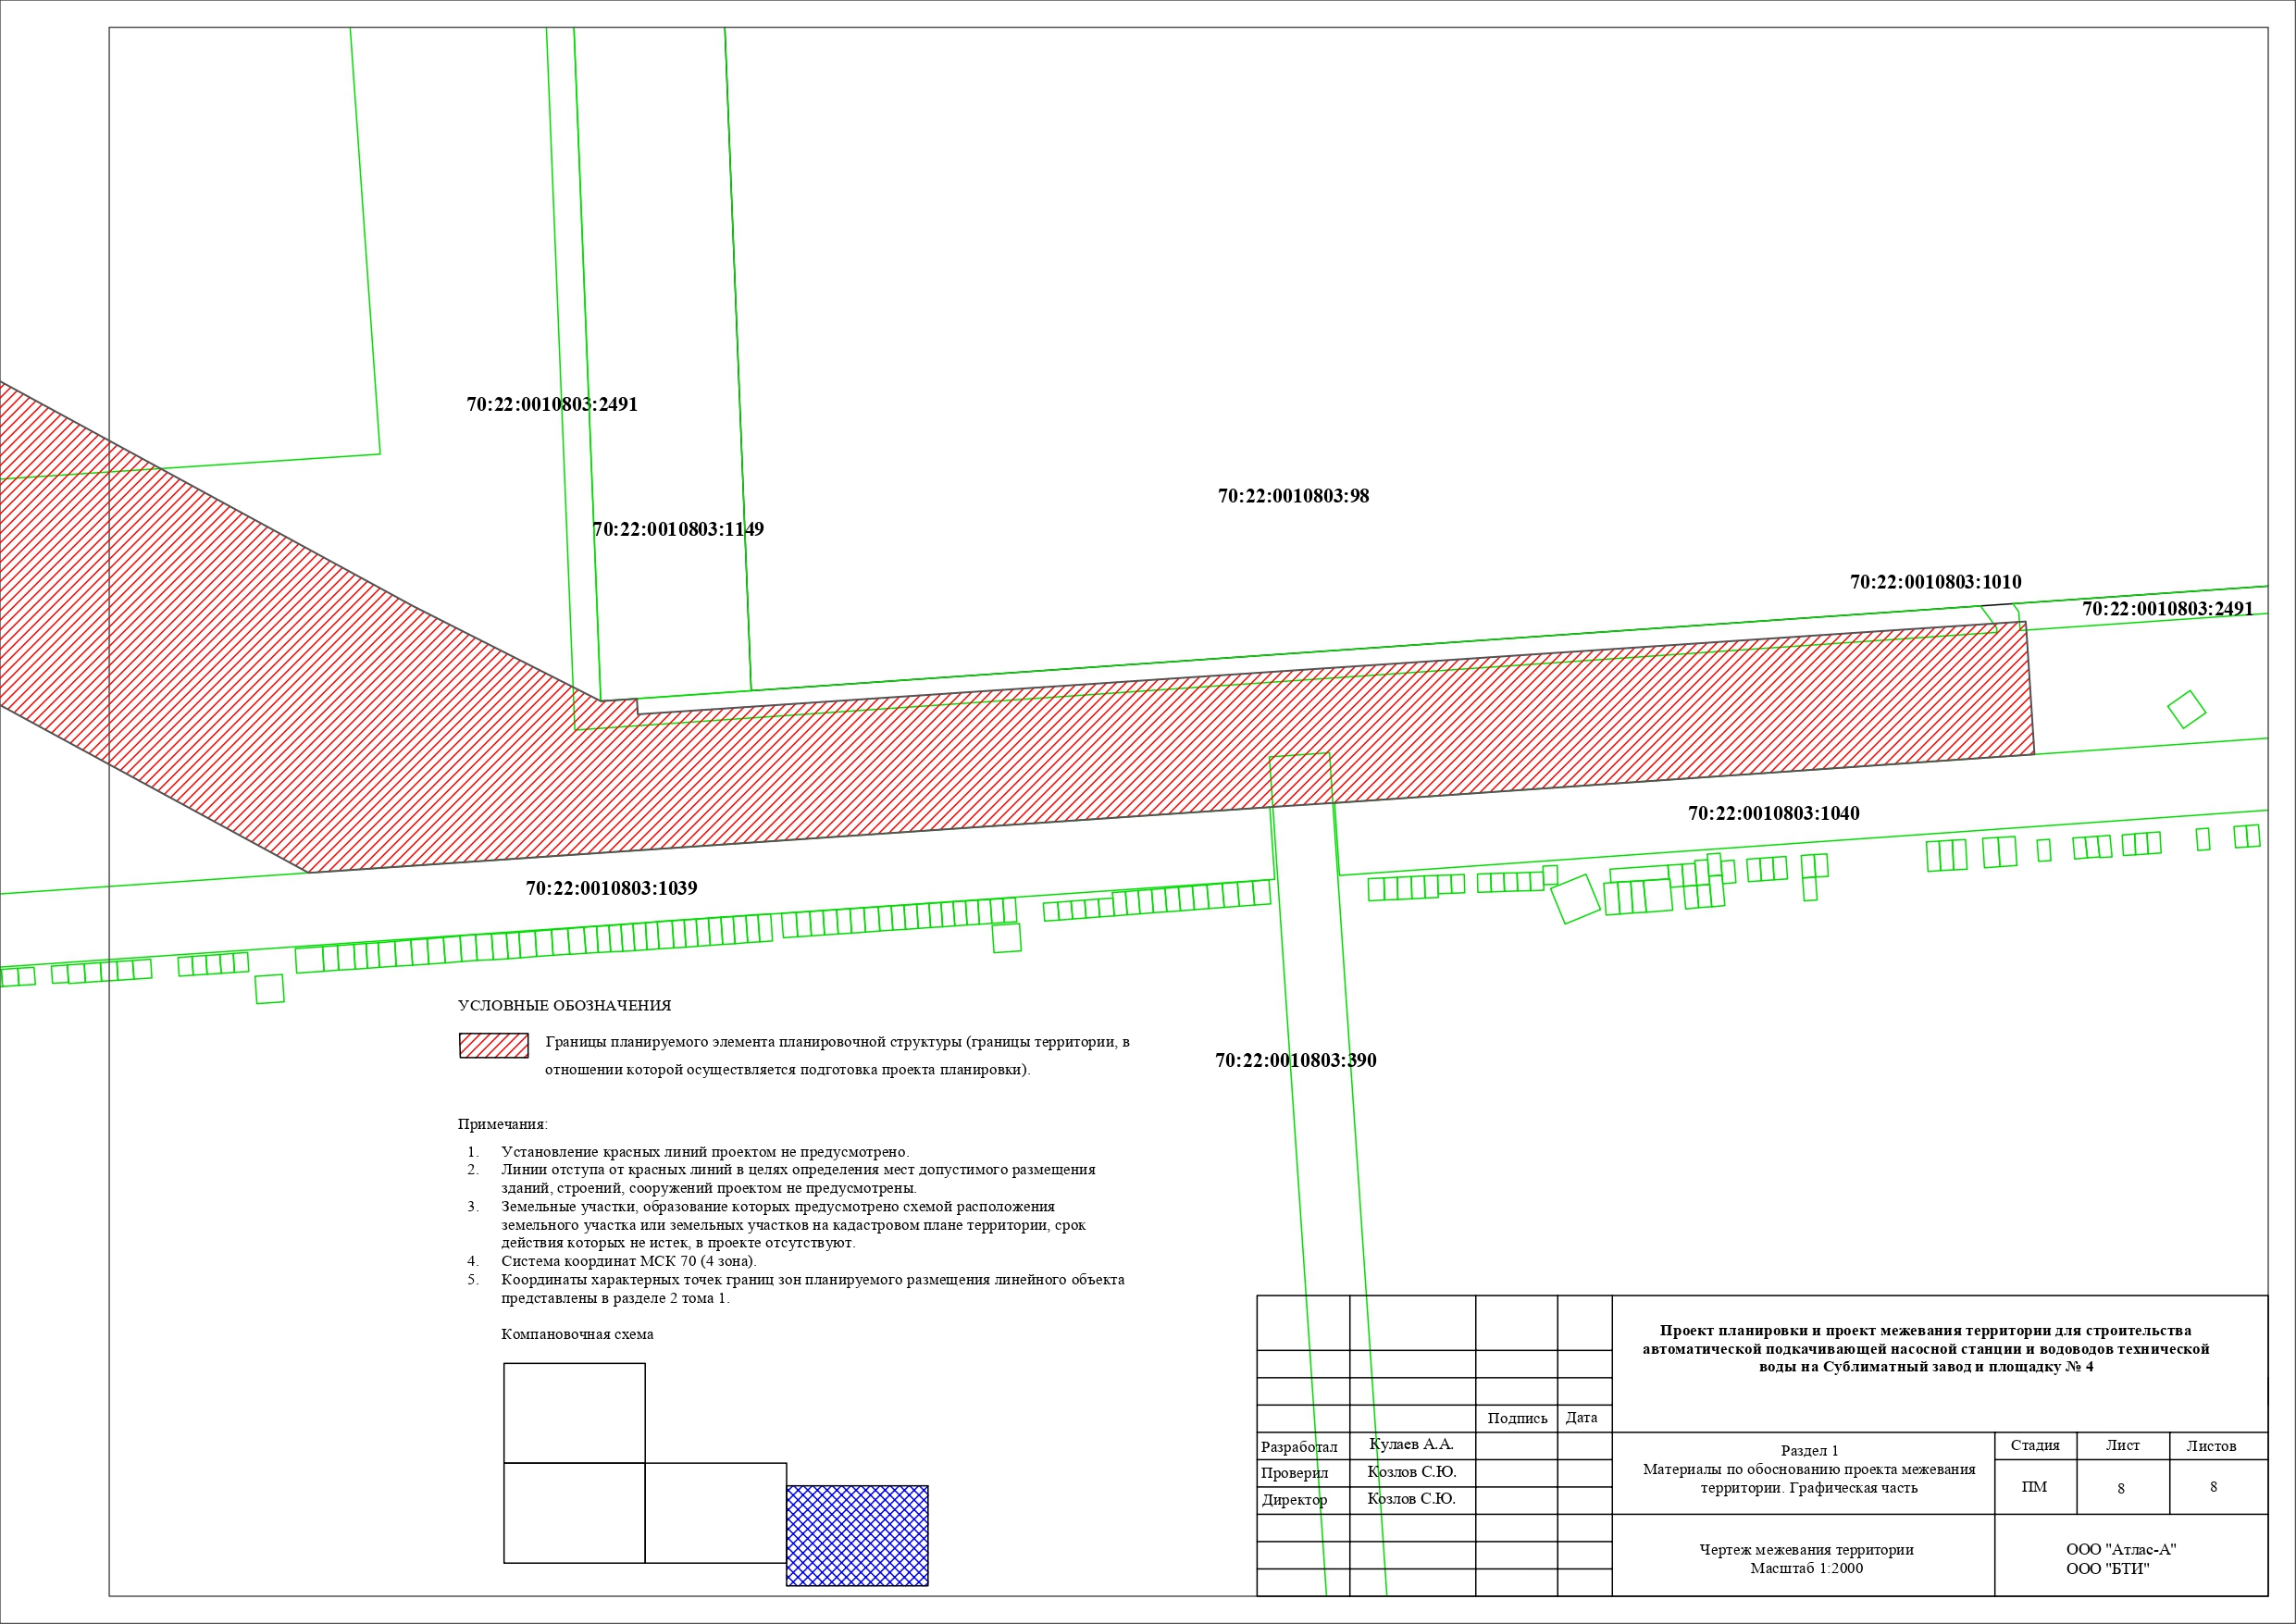 70:22:0010803:2491
70:22:0010803:98
70:22:0010803:1149
70:22:0010803:1010
70:22:0010803:2491
70:22:0010803:1040
70:22:0010803:1039
70:22:0010803:390
УСЛОВНЫЕ ОБОЗНАЧЕНИЯ
Границы планируемого элемента планировочной структуры (границы территории, в
отношении которой осуществляется подготовка проекта планировки).
Примечания:
1. Установление красных линий проектом не предусмотрено.
2. Линии отступа от красных линий в целях определения мест допустимого размещения
зданий, строений, сооружений проектом не предусмотрены.
3. Земельные участки, образование которых предусмотрено схемой расположения
земельного участка или земельных участков на кадастровом плане территории, срок
действия которых не истек, в проекте отсутствуют.
4. Система координат МСК 70 (4 зона).
5. Координаты характерных точек границ зон планируемого размещения линейного объекта
представлены в разделе 2 тома 1.
Компановочная схема
Проект планировки и проект межевания территории для строительства
автоматической подкачивающей насосной станции и водоводов технической
воды на Сублиматный завод и площадку № 4
Подпись Дата
Разработал Кулаев А.А.
Проверил Козлов С.Ю.
Директор Козлов С.Ю.
Раздел 1
Материалы по обоснованию проекта межевания
территории. Графическая часть
Стадия Лист Листов
ПМ 8 8
Чертеж межевания территории
Масштаб 1:2000
ООО "Атлас-А"
ООО "БТИ"